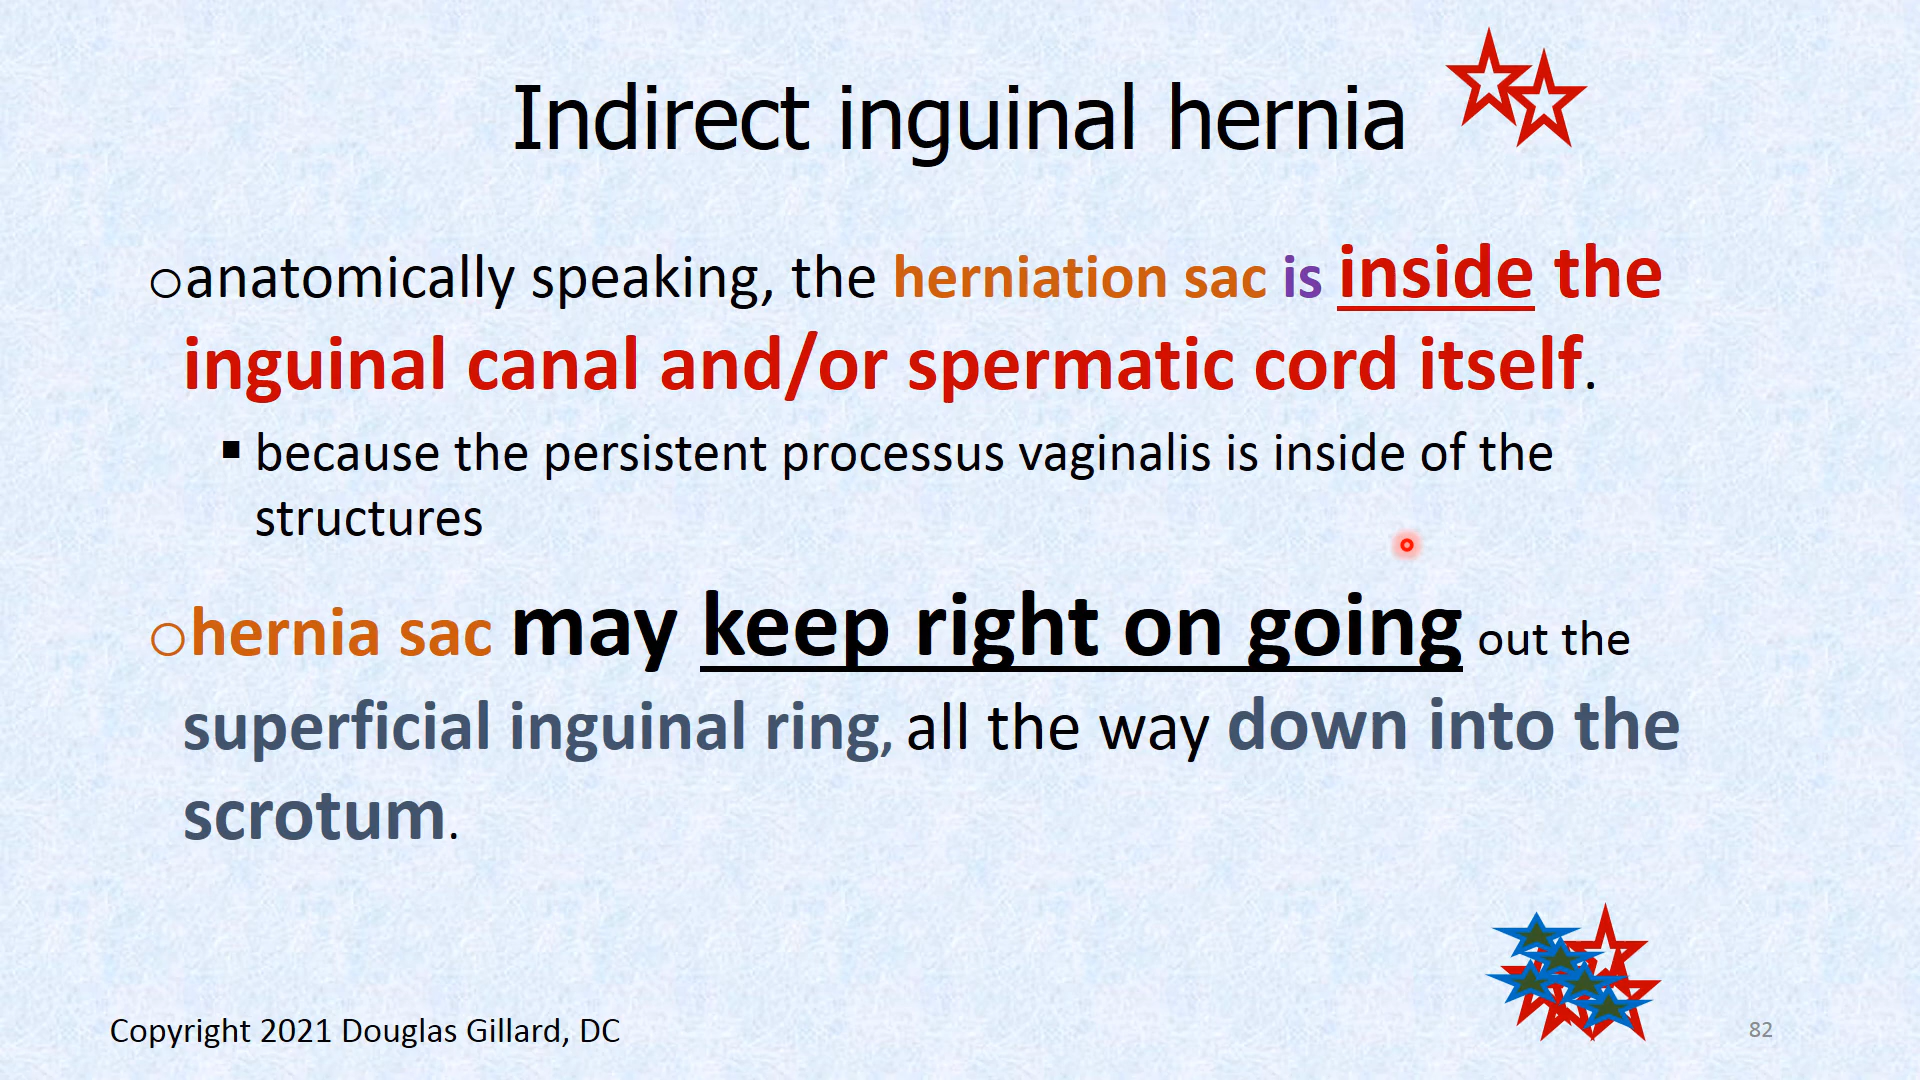 Indirect inguinal hernia
○anatomically speaking, the herniation sac is inside the
inguinal canal and/or spermatic cord itself.
▪ because the persistent processus vaginalis is inside of the
structures
○hernia sac may keep right on going out the
superficial inguinal ring, all the way down into the
scrotum.
Copyright 2021 Douglas Gillard, DC
82